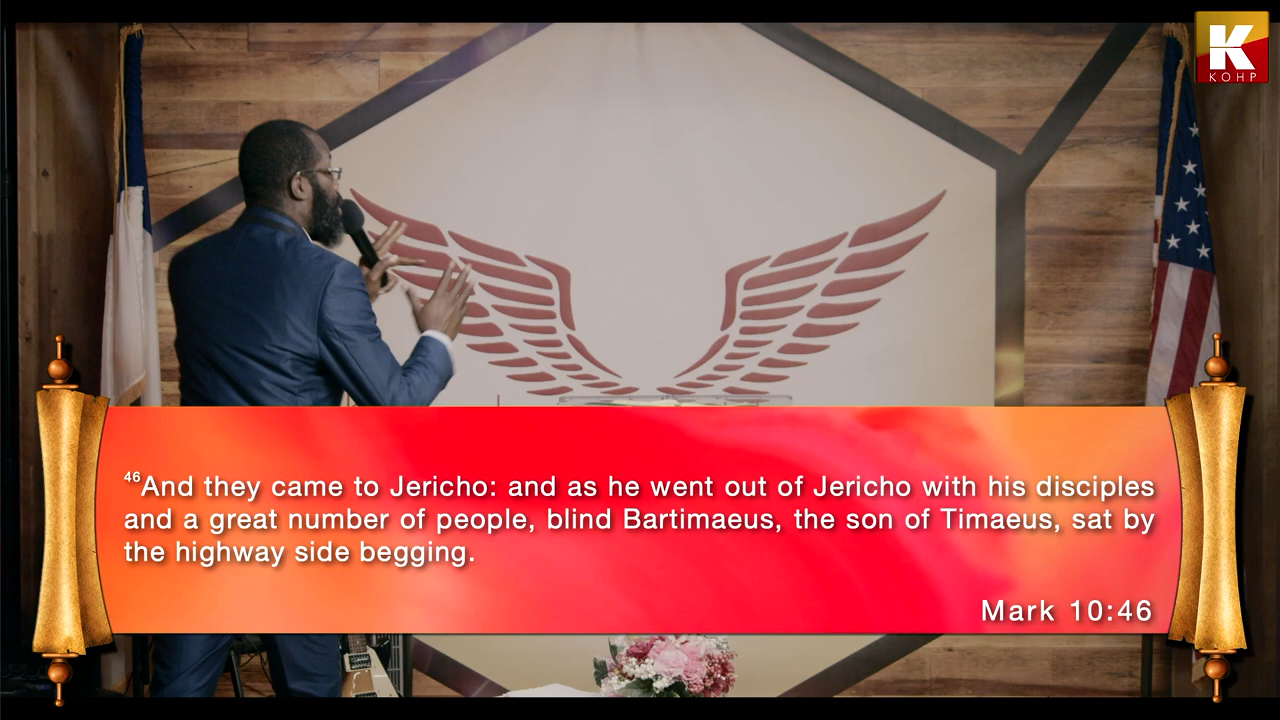 K
KOHP
46And they came to Jericho: and as he went out of Jericho with his disciples
and a great number of people, blind Bartimaeus, the son of Timaeus, sat by
the highway side begging.
Mark 10:46